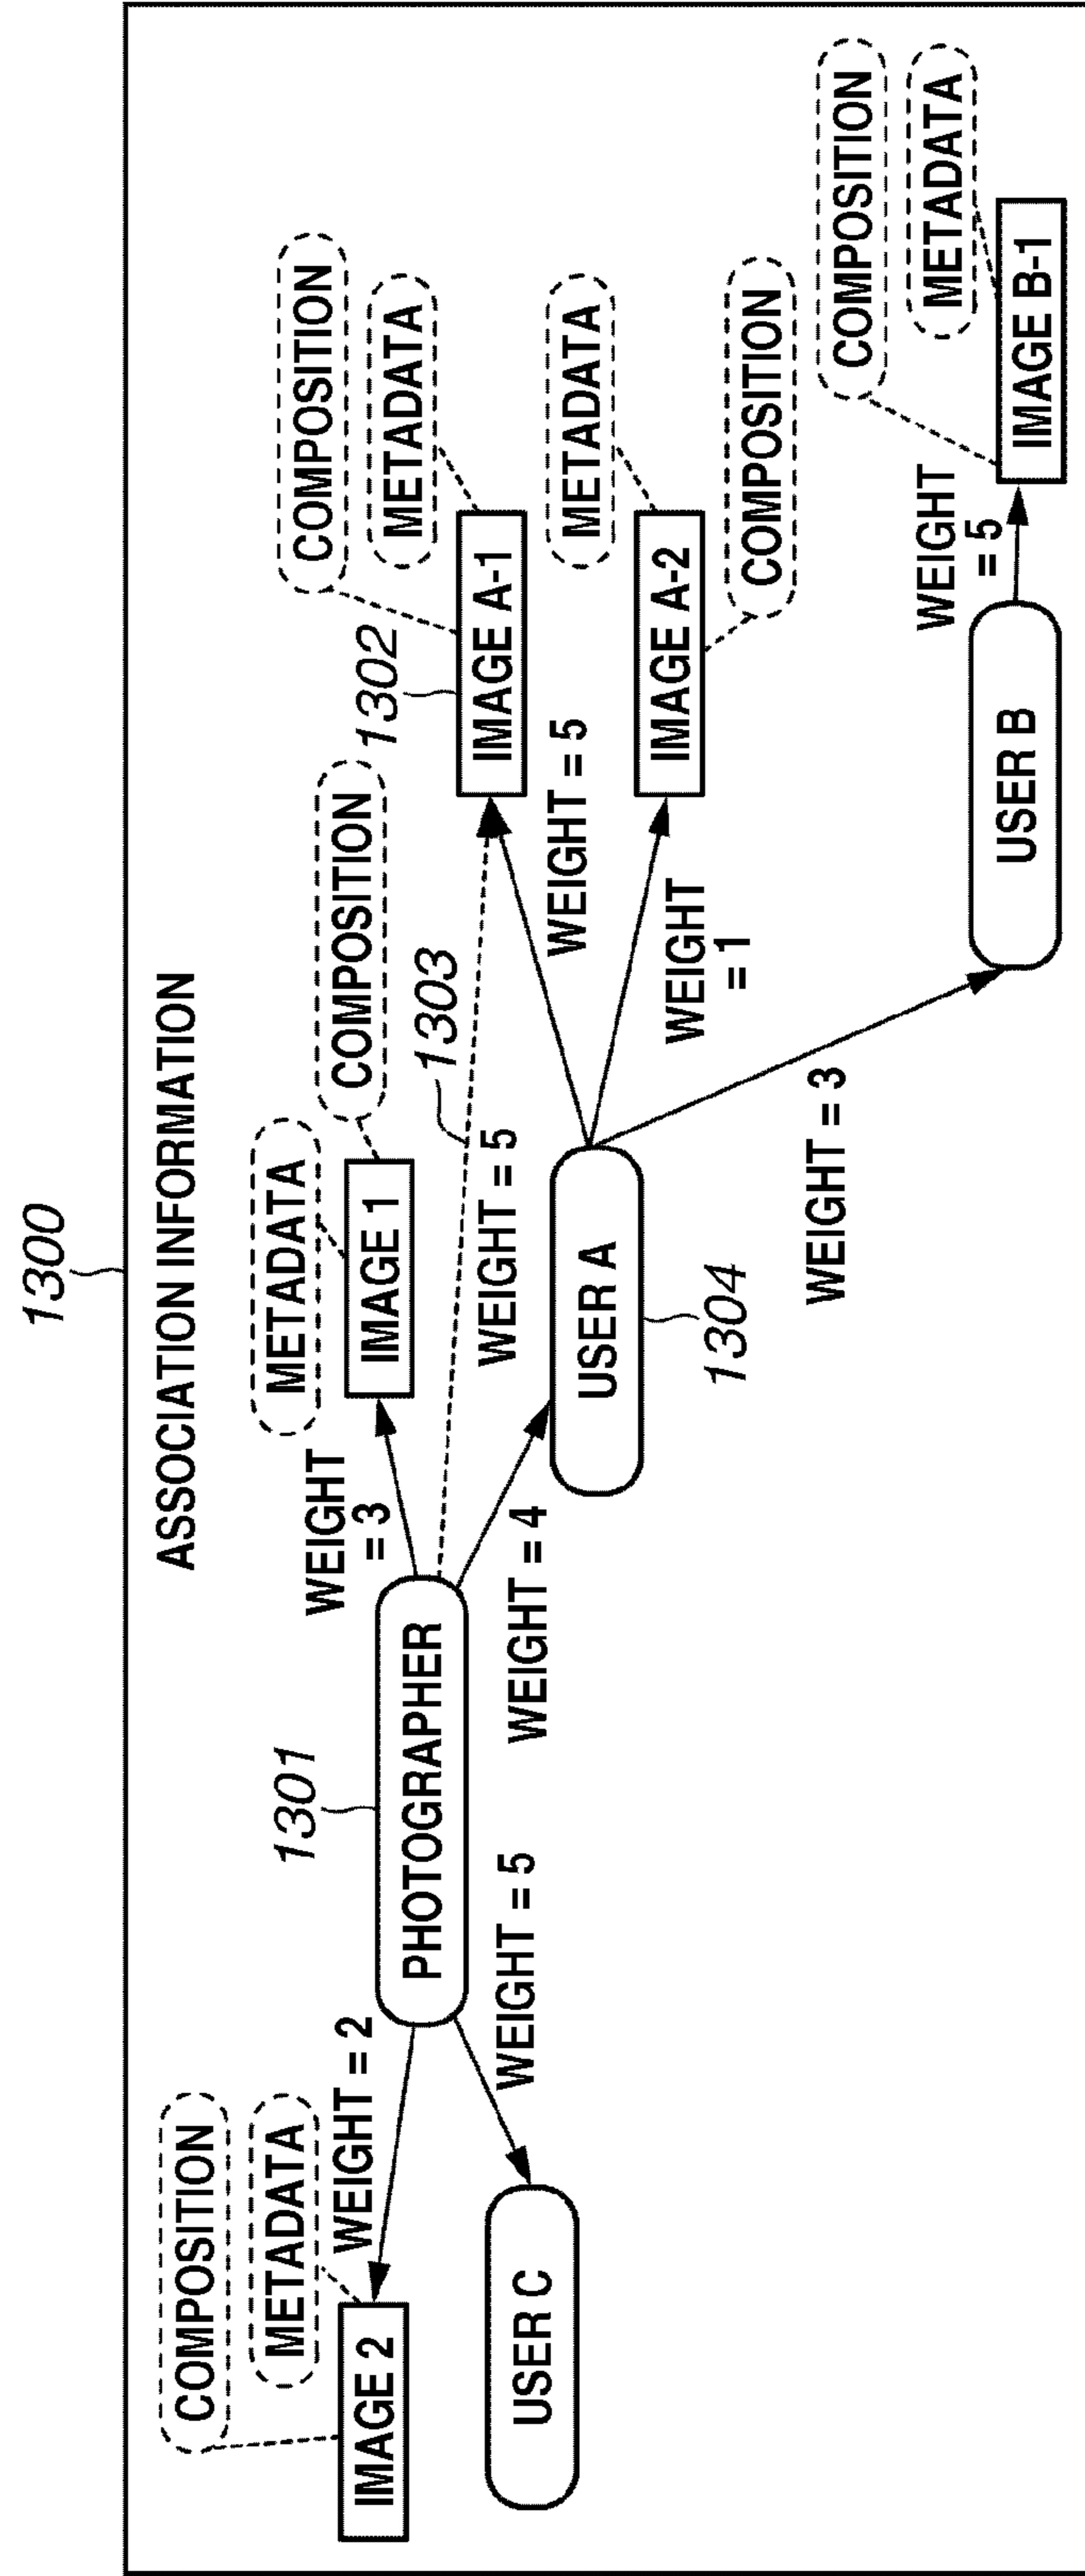 1300
ASSOCIATION INFORMATION
COMPOSITION
METADATA
WEIGHT = 2
IMAGE 2
USER C
WEIGHT = 5
1301
PHOTOGRAPHER
WEIGHT
= 3
METADATA
IMAGE 1
COMPOSITION
1303
WEIGHT = 5
WEIGHT = 4
USER A
1304
1302
COMPOSITION
METADATA
IMAGE A-1
WEIGHT = 5
METADATA
IMAGE A-2
COMPOSITION
WEIGHT
= 1
WEIGHT = 3
USER B
WEIGHT
= 5
COMPOSITION
METADATA
IMAGE B-1